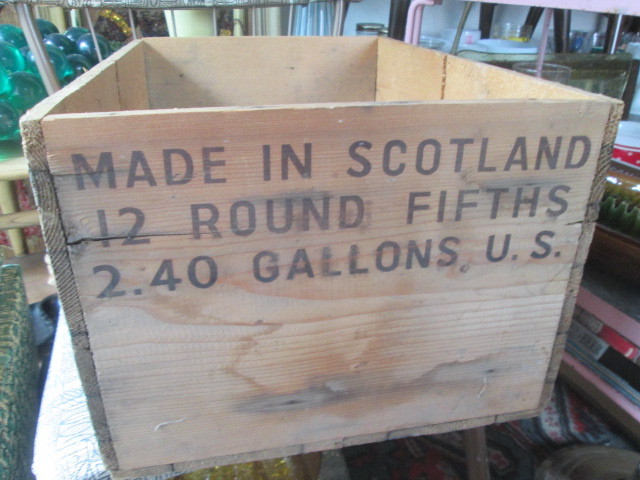 MADE IN SCOTLAND
12 ROUND FIFTHS
2.40 GALLONS. U. S.